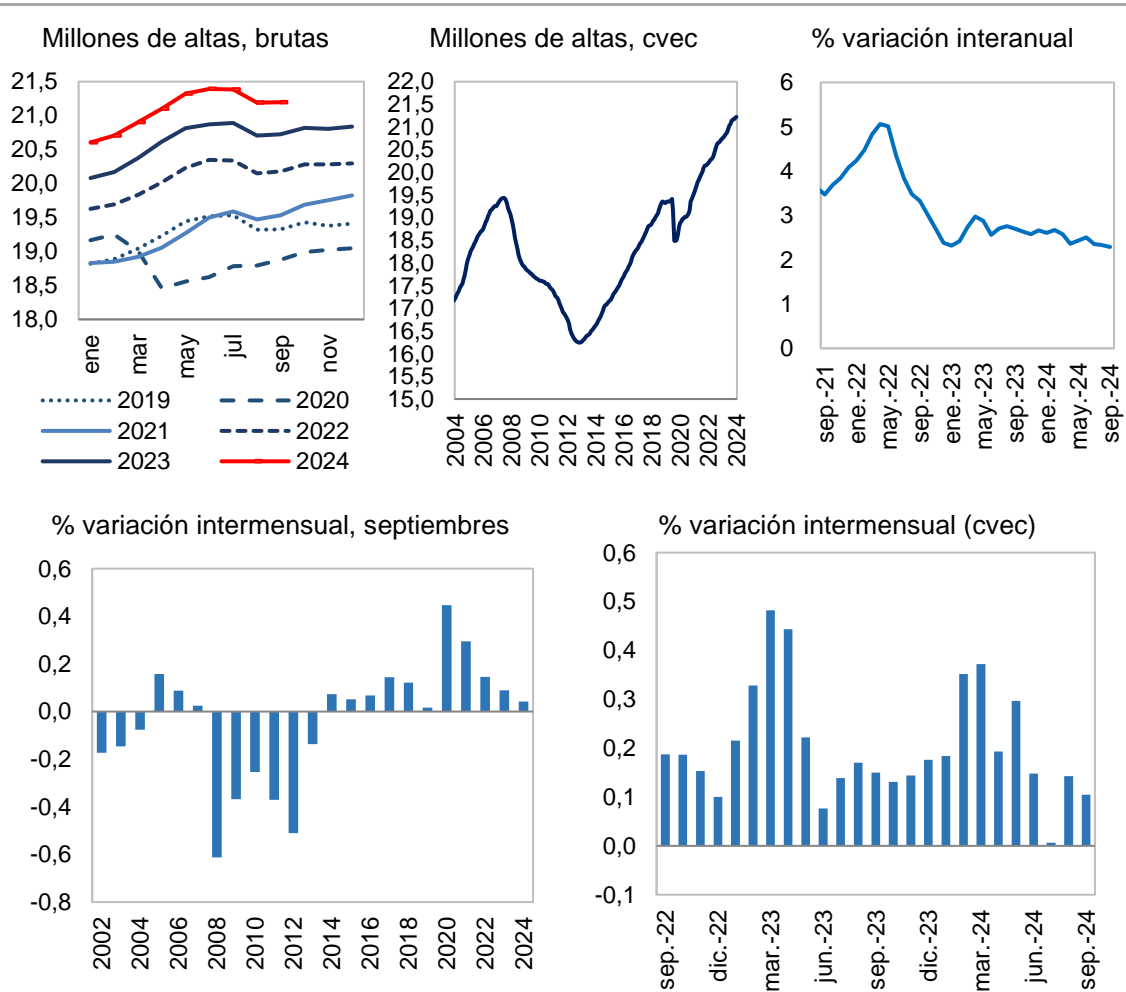 Millones de altas, brutas
21,5
21,0
20,5
20,0
19,5
19,0
18,5
18,0
ene
mar
may
jul
sep
nov
2019
2020
2021
2022
2023
2024
Millones de altas, cvec
22,0
21,5
21,0
20,5
20,0
19,5
19,0
18,5
18,0
17,5
17,0
16,5
16,0
15,5
15,0
2004
2006
2008
2010
2012
2014
2016
2018
2020
2022
2024
% variación interanual
6
5
4
3
2
1
0
sep.-21
ene.-22
may.-22
sep.-22
ene.-23
may.-23
sep.-23
ene.-24
may.-24
sep.-24
% variación intermensual, septiembres
0,6
0,4
0,2
0,0
-0,2
-0,4
-0,6
-0,8
2002
2004
2006
2008
2010
2012
2014
2016
2018
2020
2022
2024
% variación intermensual (cvec)
0,6
0,5
0,4
0,3
0,2
0,1
0,0
-0,1
sep.-22
dic.-22
mar.-23
jun.-23
sep.-23
dic.-23
mar.-24
jun.-24
sep.-24